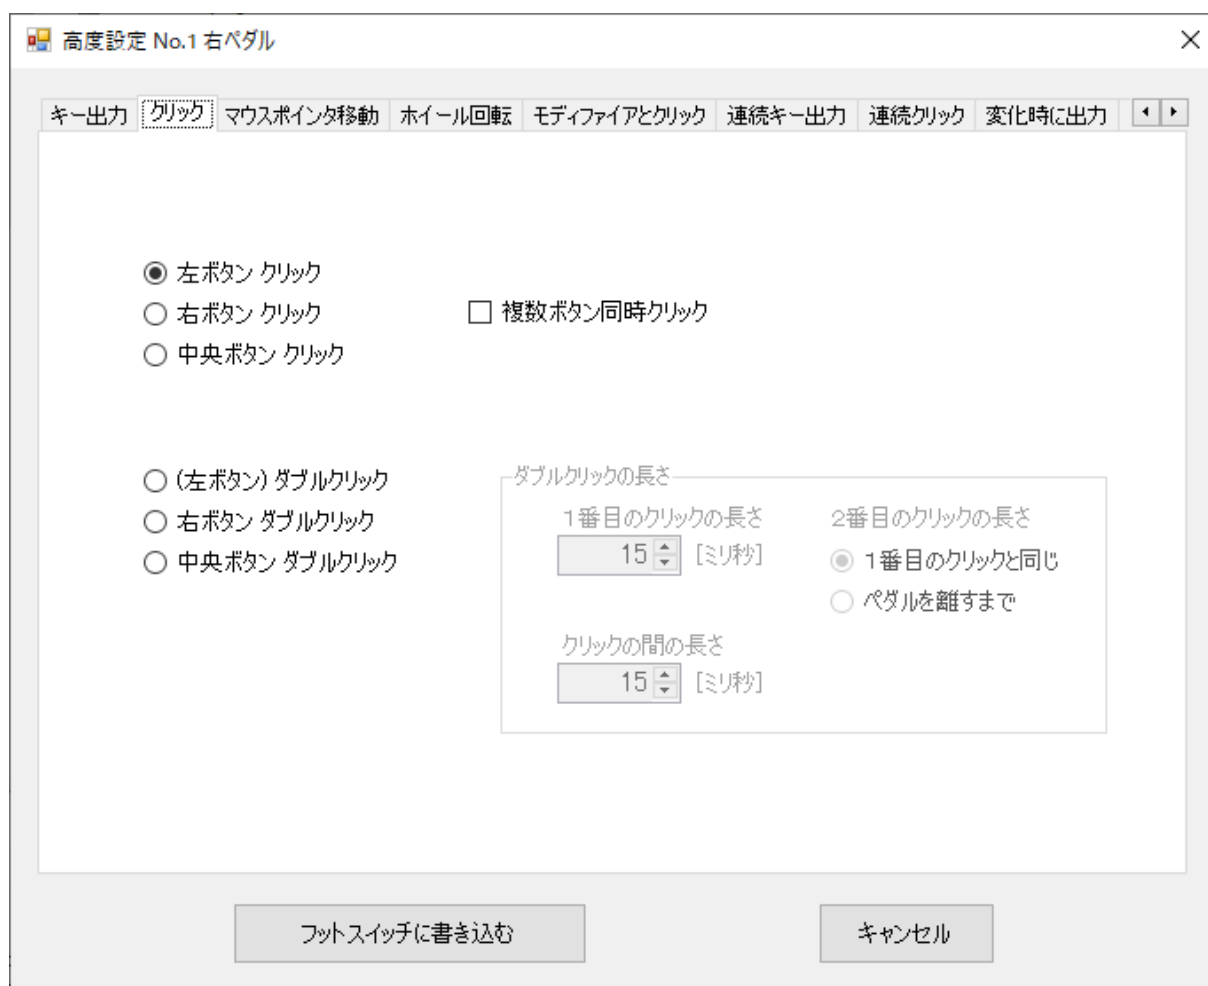 高度設定 No.1 右ペダル
キー出力 クリック マウスポインタ移動 ホイール回転 モディファイアとクリック 連続キー出力 連続クリック 変化時に出力
左ボタン クリック
右ボタン クリック
複数ボタン同時クリック
中央ボタン クリック
(左ボタン) ダブルクリック
右ボタン ダブルクリック
中央ボタン ダブルクリック
ダブルクリックの長さ
1番目のクリックの長さ
15 [ミリ秒]
2番目のクリックの長さ
1番目のクリックと同じ
ペダルを離すまで
クリックの間の長さ
15 [ミリ秒]
フットスイッチに書き込む
キャンセル